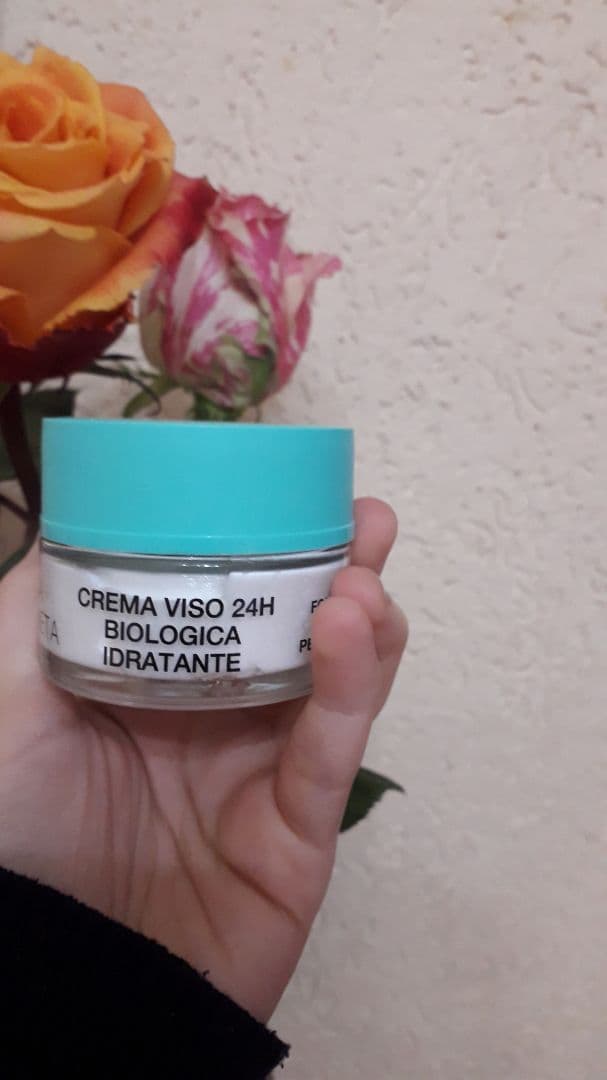 CREMA VISO 24H
BIOLOGICA
IDRATANTE